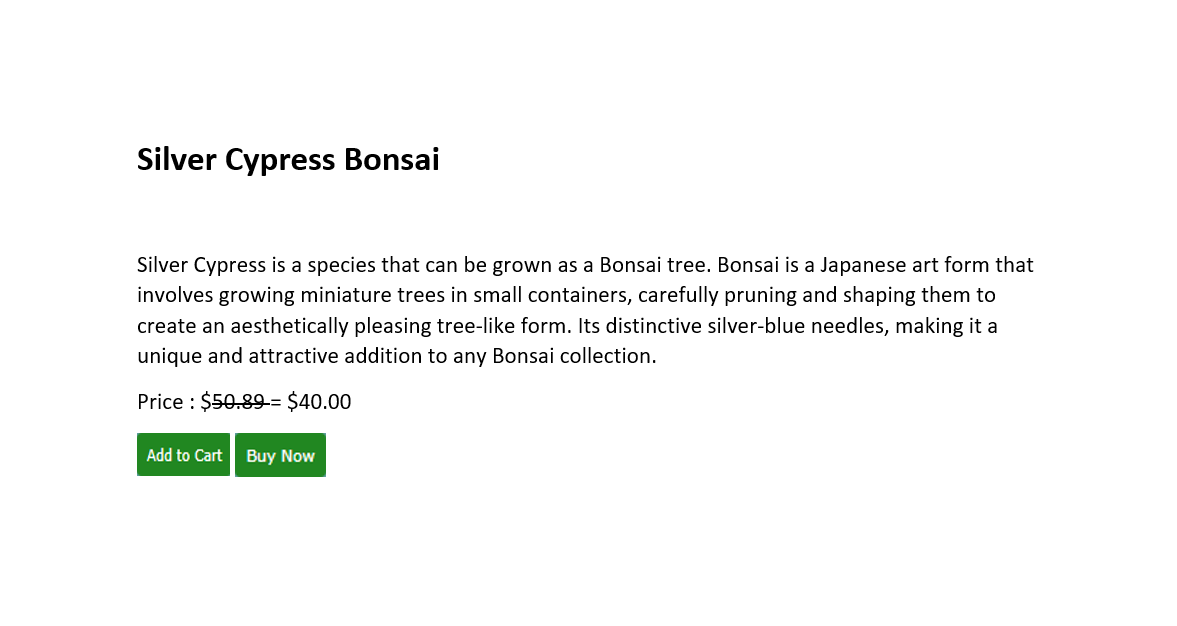 Silver Cypress Bonsai
Silver Cypress is a species that can be grown as a Bonsai tree. Bonsai is a Japanese art form that
involves growing miniature trees in small containers, carefully pruning and shaping them to
create an aesthetically pleasing tree-like form. Its distinctive silver-blue needles, making it a
unique and attractive addition to any Bonsai collection.
Price : $50.89 = $40.00
Add to Cart Buy Now